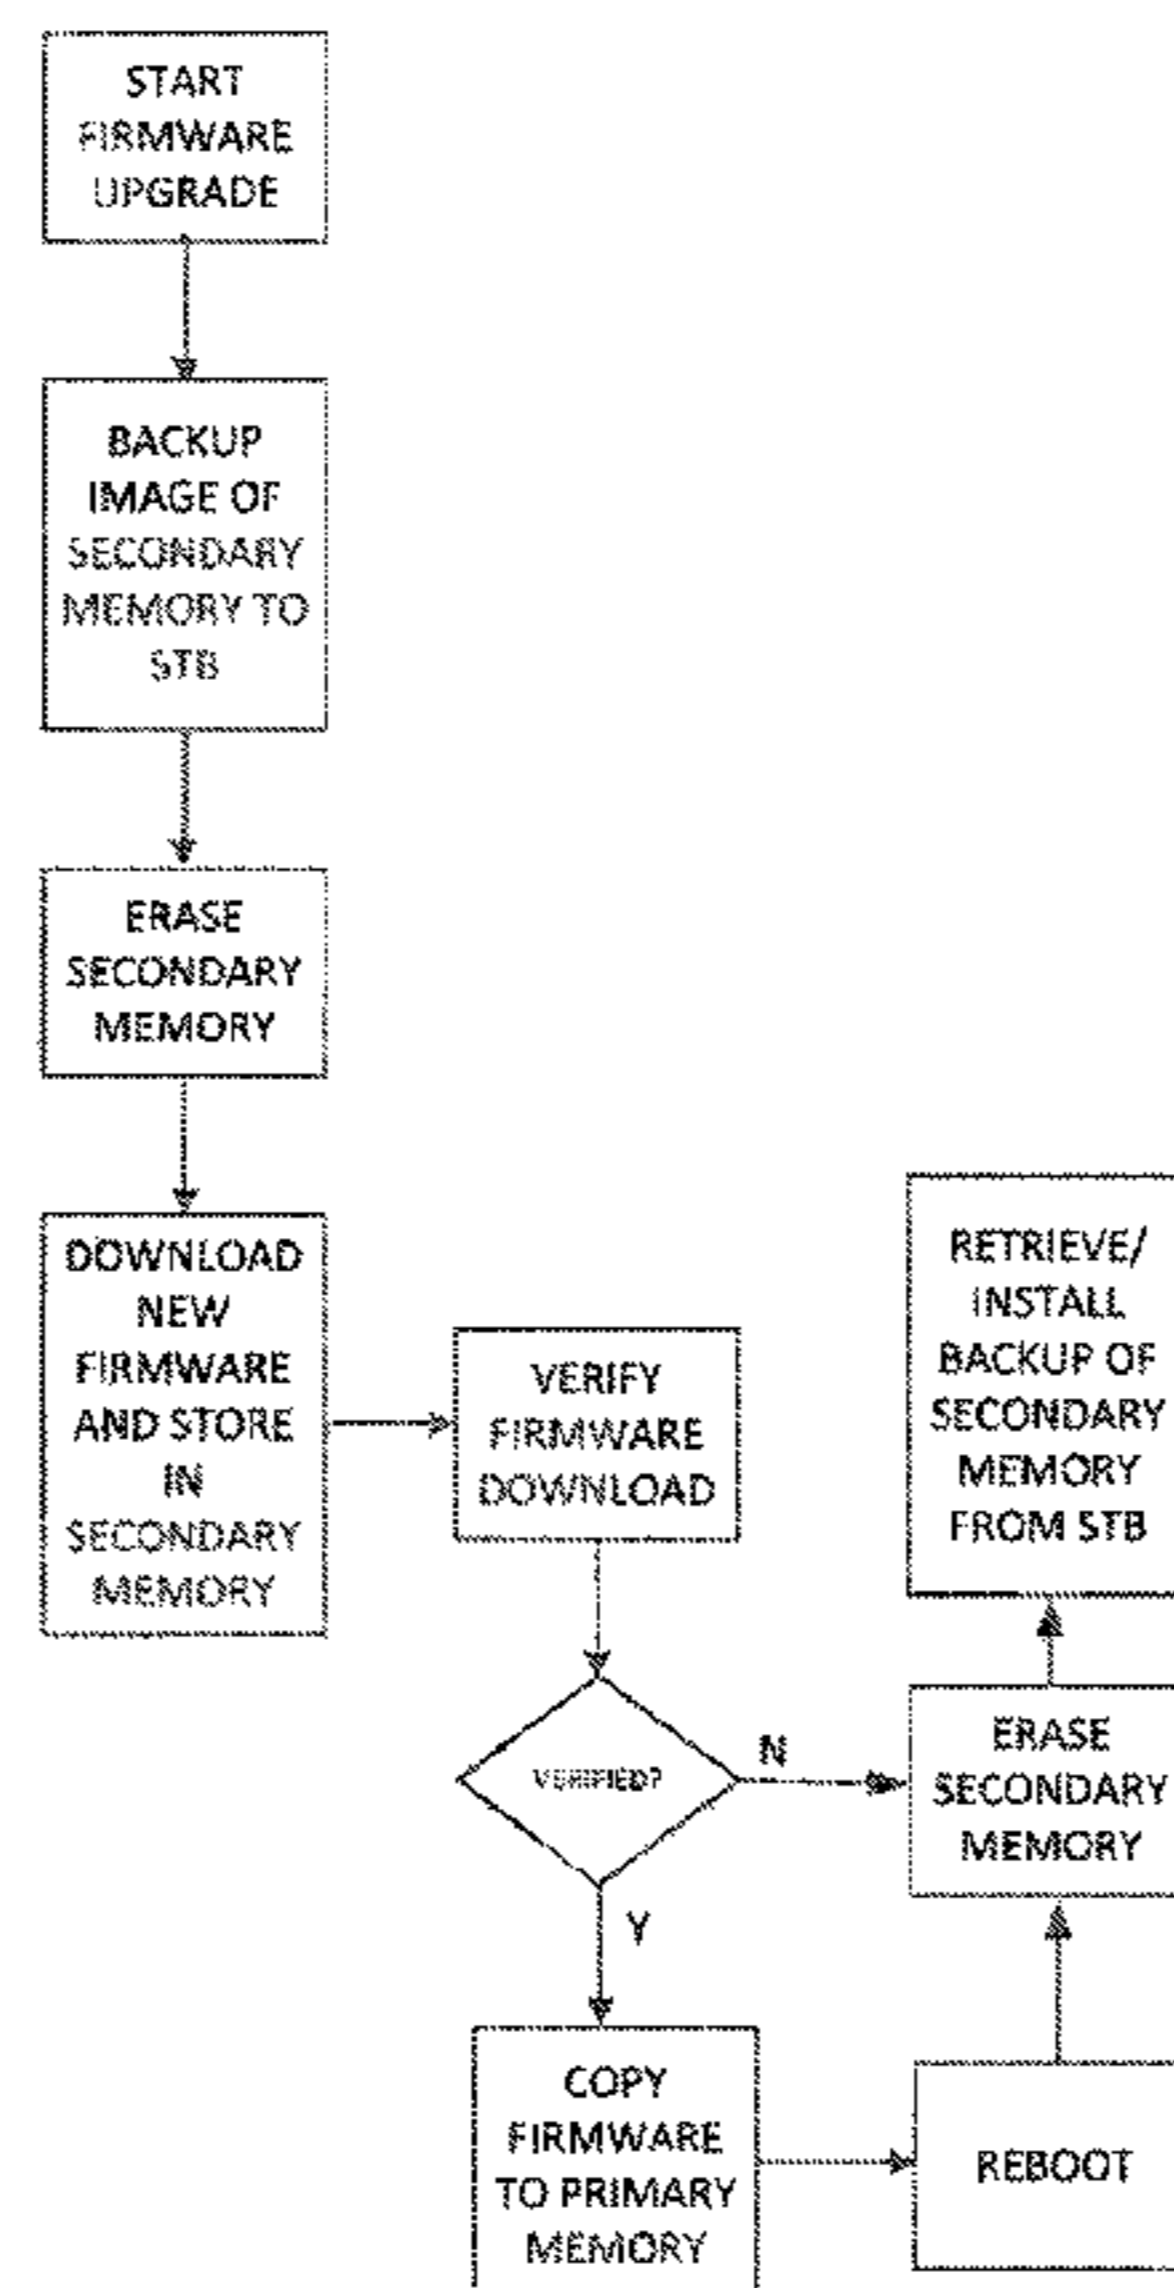 START
FIRMWARE
UPGRADE
BACKUP
IMAGE OF
SECONDARY
MEMORY TO
STB
ERASE
SECONDARY
MEMORY
DOWNLOAD
NEW
FIRMWARE
AND STORE
IN
SECONDARY
MEMORY
VERIFY
FIRMWARE
DOWNLOAD
VERIFIED?
N
Y
COPY
FIRMWARE
TO PRIMARY
MEMORY
REBOOT
ERASE
SECONDARY
MEMORY
RETRIEVE/
INSTALL
BACKUP OF
SECONDARY
MEMORY
FROM STB